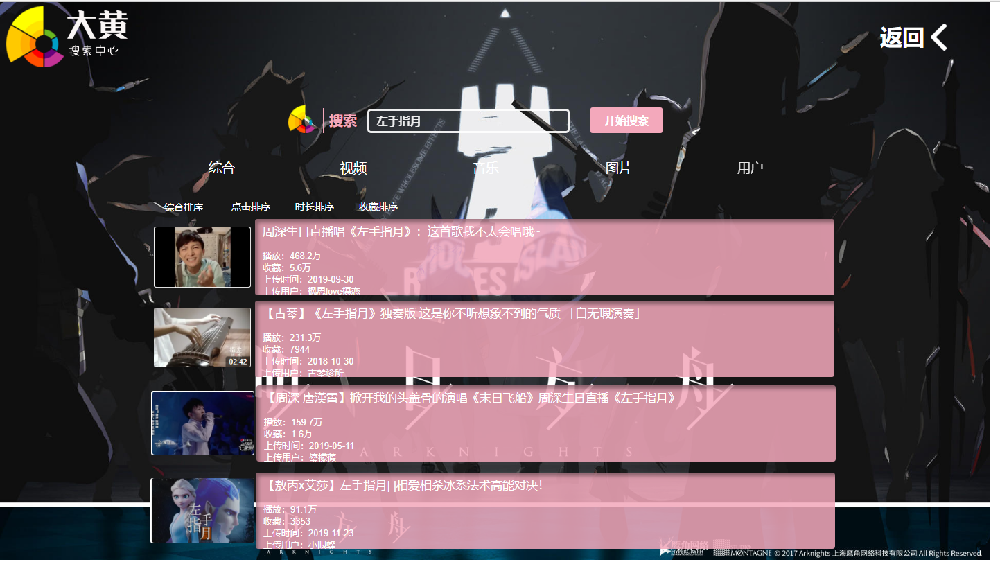 大黄
搜索中心
返回
搜索 左手指月 开始搜索
综合 视频 音乐 图片 用户
综合排序 点击排序 时长排序 收藏排序
周深生日直播唱《左手指月》：这首歌我不太会唱哦~
播放：468.2万
收藏：5.6万
上传时间：2019-09-30
上传用户：枫思love摄恋
【古琴】《左手指月》独奏版 这是你不听想象不到的气质 「白无瑕演奏」
播放：231.3万
收藏：7944
上传时间：2018-10-30
上传用户：古琴诊所
02:42
【周深 唐漢霄】掀开我的头盖骨的演唱《末日飞船》周深生日直播《左手指月》
播放：159.7万
收藏：1.6万
上传时间：2019-05-11
【敖丙x艾莎】左手指月| |相爱相杀冰系法术高能对决！
播放：91.1万
收藏：3353
上传时间：2019-11-23
上传用户：小眼蜂
左手
指月
日方舟
ARKNIGHTS
方舟
ARKNIGHTS
鹰角网络
HYPERGRYPH
MONTAGNE © 2017 Arknights 上海鹰角网络科技有限公司 All Rights Reserved.